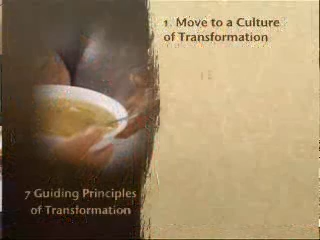 1. Move to a Culture
of Transformation
7 Guiding Principles
of Transformation